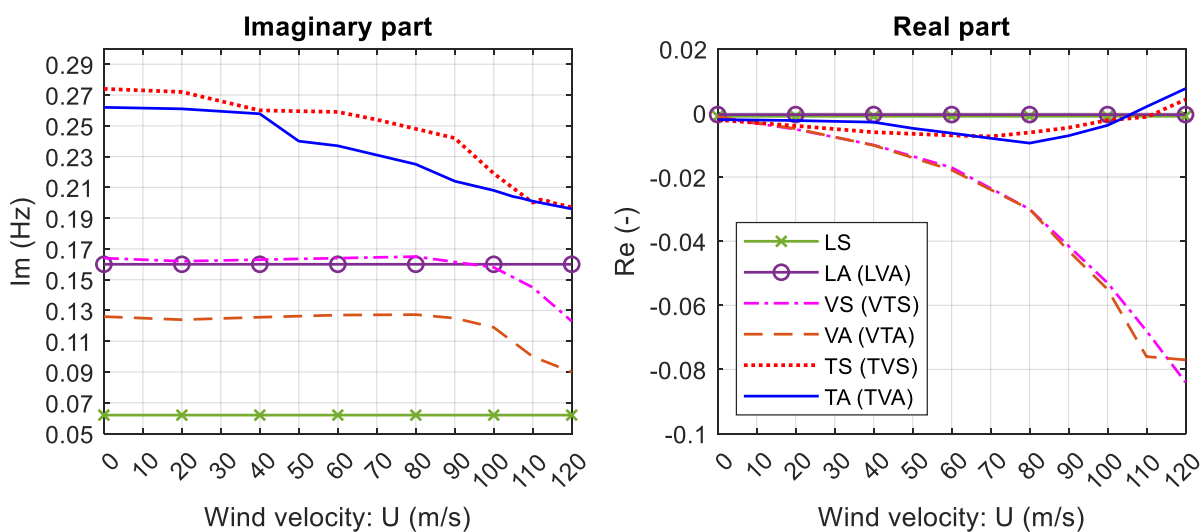 Imaginary part
0.29
0.27
0.25
0.23
0.21
0.19
0.17
0.15
0.13
0.11
0.09
0.07
0.05
Im (Hz)
0 10 20 30 40 50 60 70 80 90 100 110 120
Wind velocity: U (m/s)
Real part
0.02
0
-0.02
-0.04
-0.06
-0.08
-0.1
Re (-)
LS
LA (LVA)
VS (VTS)
VA (VTA)
TS (TVS)
TA (TVA)
0 10 20 30 40 50 60 70 80 90 100 110 120
Wind velocity: U (m/s)